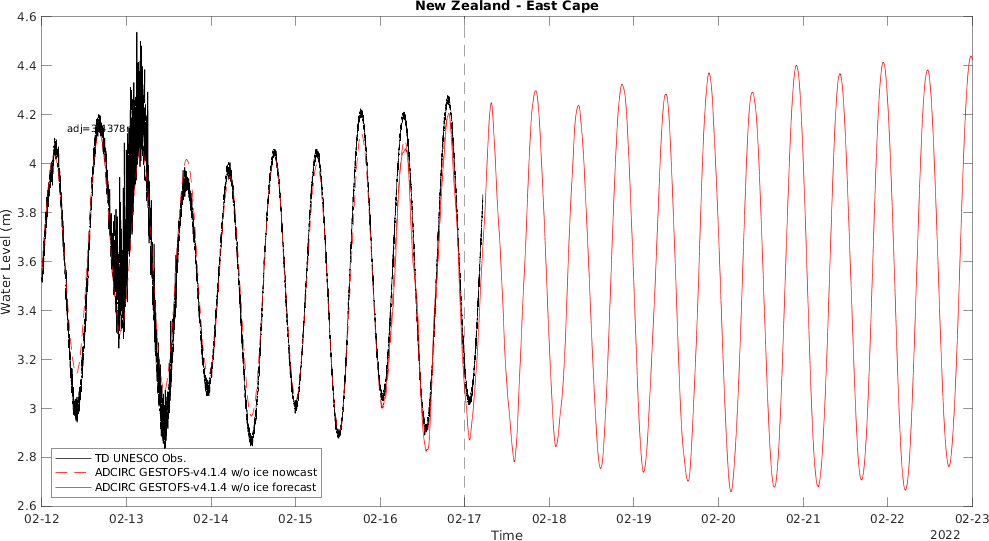 New Zealand - East Cape
4.6
4.4
4.2
4
3.8
3.6
3.4
3.2
3
2.8
2.6
Water Level (m)
TD UNESCO Obs.
ADCIRC GESTOFS-v4.1.4 w/o ice nowcast
ADCIRC GESTOFS-v4.1.4 w/o ice forecast
02-12 02-13 02-14 02-15 02-16 02-17 02-18 02-19 02-20 02-21 02-22 02-23
Time
2022